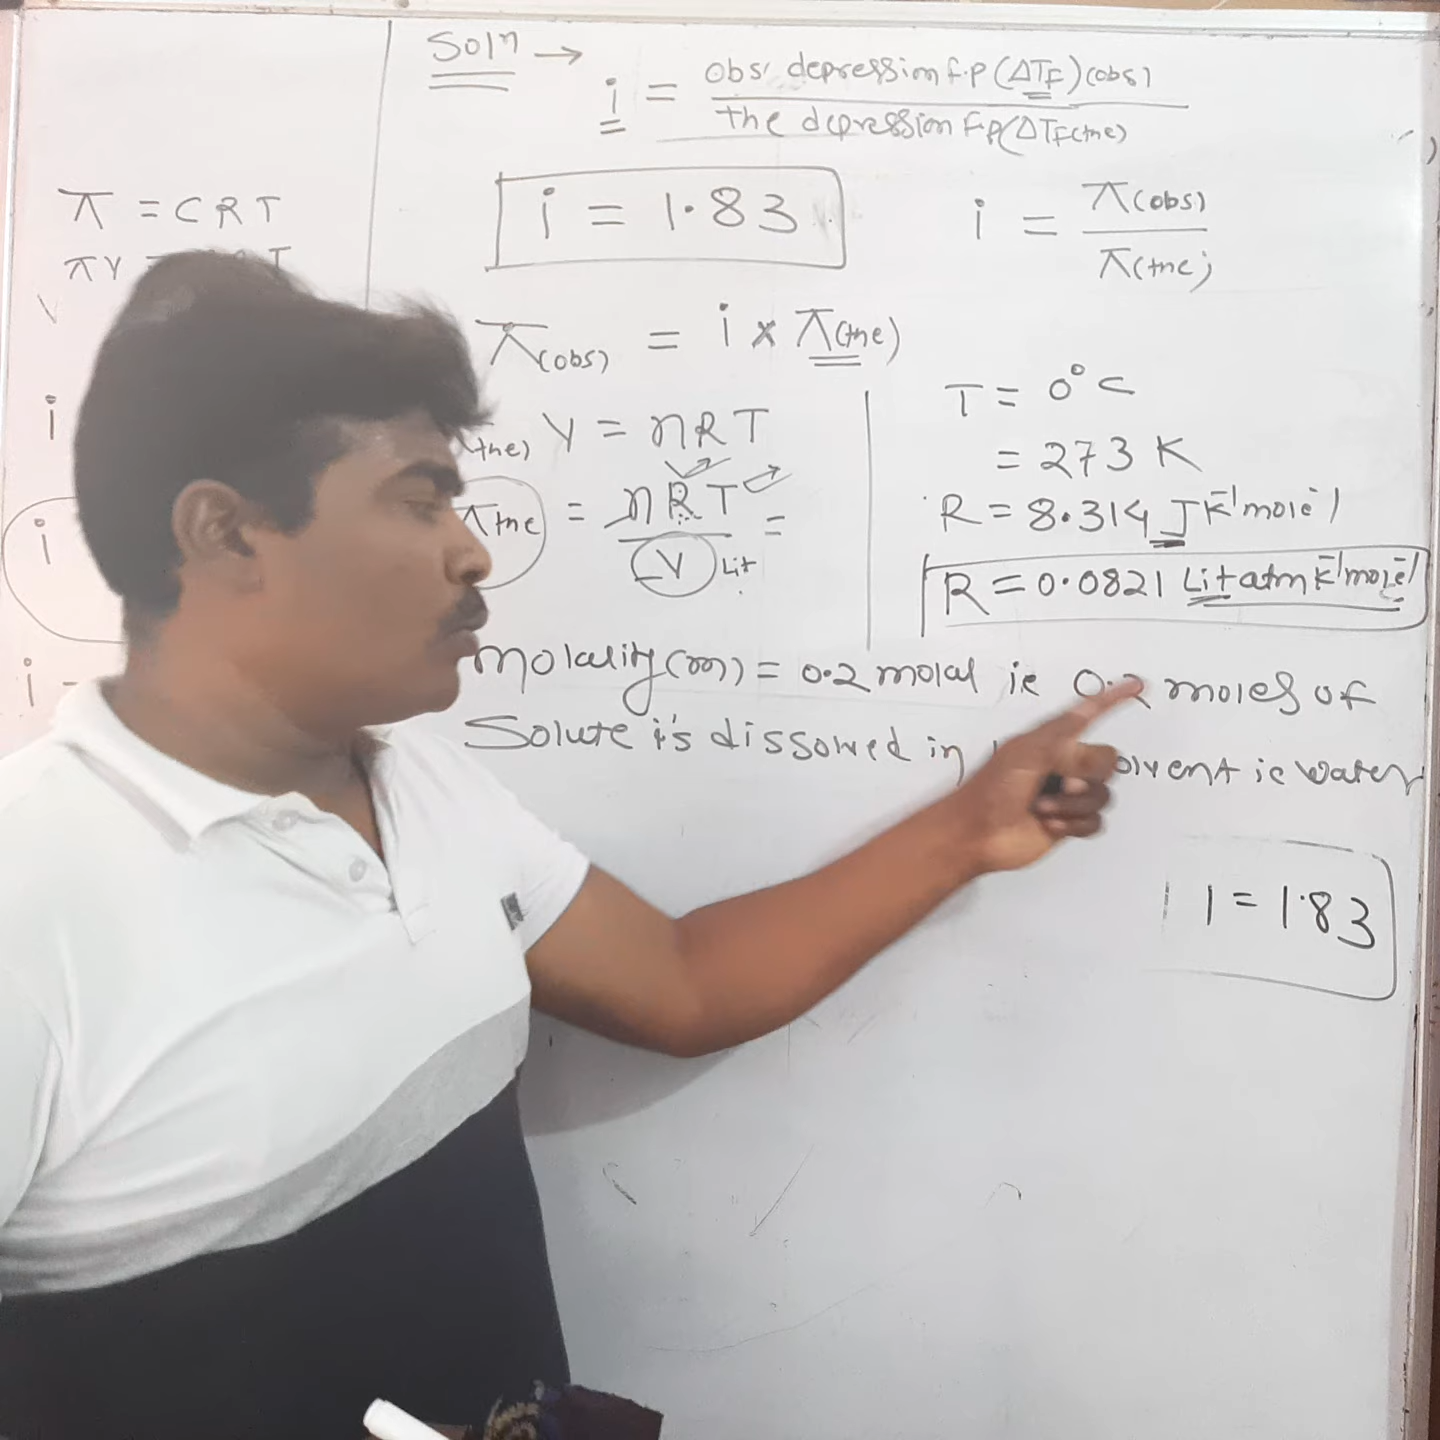 Soln →
i = obs' depression f.p (ΔTf)(obs)
the depression F.p(ΔTf(the)
i = 1.83
i = π(obs)
π(the)
π = CRT
πV =
π(obs) = i × π(the)
(the) V = nRT
π the = nRT =
V Lit
T = 0°C
= 273 K
R = 8.314 J K⁻¹ mole⁻¹
R = 0.0821 Lit atm K⁻¹ mole⁻¹
i
i
i -
molality(m) = 0.2 molal ie 0.2 moles of
Solute is dissolved in solvent ie water
i = 1.83